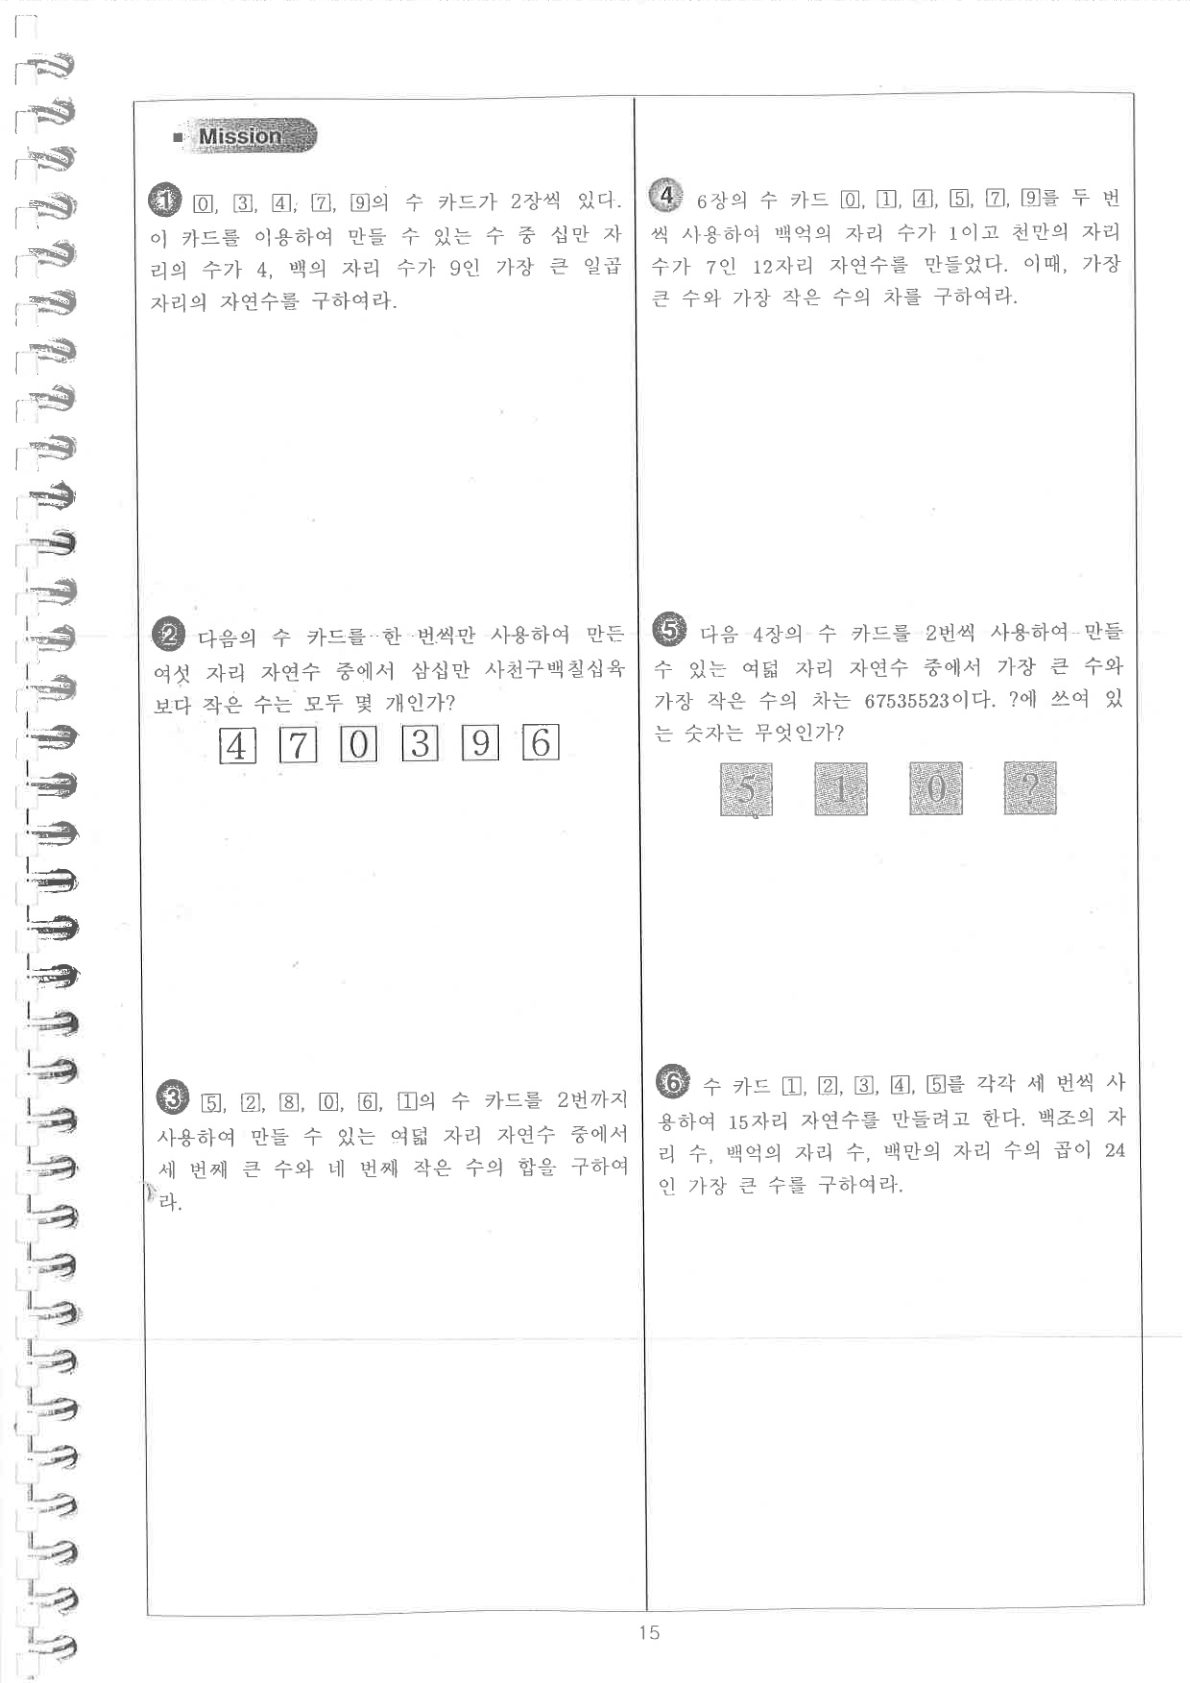 Mission
1 0, 3, 4, 7, 9의 수 카드가 2장씩 있다.
이 카드를 이용하여 만들 수 있는 수 중 십만 자
리의 수가 4, 백의 자리 수가 9인 가장 큰 일곱
자리의 자연수를 구하여라.
2 다음의 수 카드를 한 번씩만 사용하여 만든
여섯 자리 자연수 중에서 삼십만 사천구백칠십육
보다 작은 수는 모두 몇 개인가?
4 7 0 3 9 6
3 5, 2, 8, 0, 6, 1의 수 카드를 2번까지
사용하여 만들 수 있는 여덟 자리 자연수 중에서
세 번째 큰 수와 네 번째 작은 수의 합을 구하여
라.
4 6장의 수 카드 0, 1, 4, 5, 7, 9를 두 번
씩 사용하여 백억의 자리 수가 1이고 천만의 자리
수가 7인 12자리 자연수를 만들었다. 이때, 가장
큰 수와 가장 작은 수의 차를 구하여라.
5 다음 4장의 수 카드를 2번씩 사용하여 만들
수 있는 여덟 자리 자연수 중에서 가장 큰 수와
가장 작은 수의 차는 67535523이다. ?에 쓰여 있
는 숫자는 무엇인가?
5 1 0 ?
6 수 카드 1, 2, 3, 4, 5를 각각 세 번씩 사
용하여 15자리 자연수를 만들려고 한다. 백조의 자
리 수, 백억의 자리 수, 백만의 자리 수의 곱이 24
인 가장 큰 수를 구하여라.
15